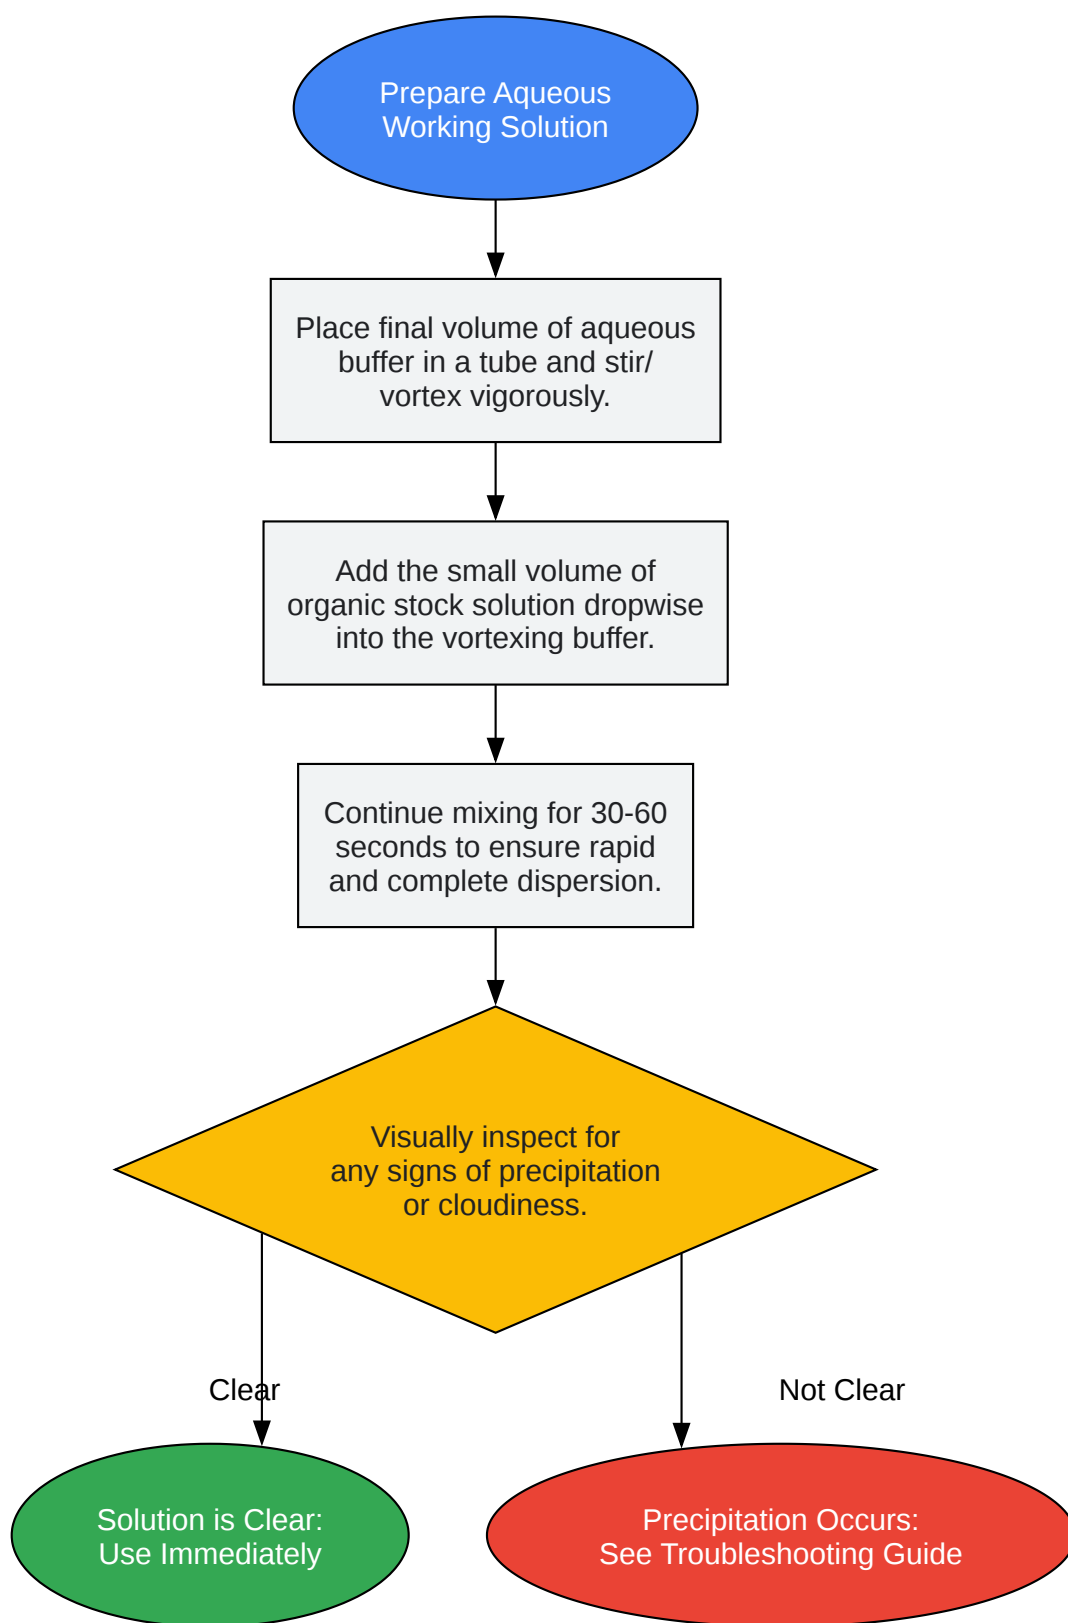 Prepare Aqueous
Working Solution
Place final volume of aqueous
buffer in a tube and stir/
vortex vigorously.
Add the small volume of
organic stock solution dropwise
into the vortexing buffer.
Continue mixing for 30-60
seconds to ensure rapid
and complete dispersion.
Visually inspect for
any signs of precipitation
or cloudiness.
Clear
Not Clear
Solution is Clear:
Use Immediately
Precipitation Occurs:
See Troubleshooting Guide